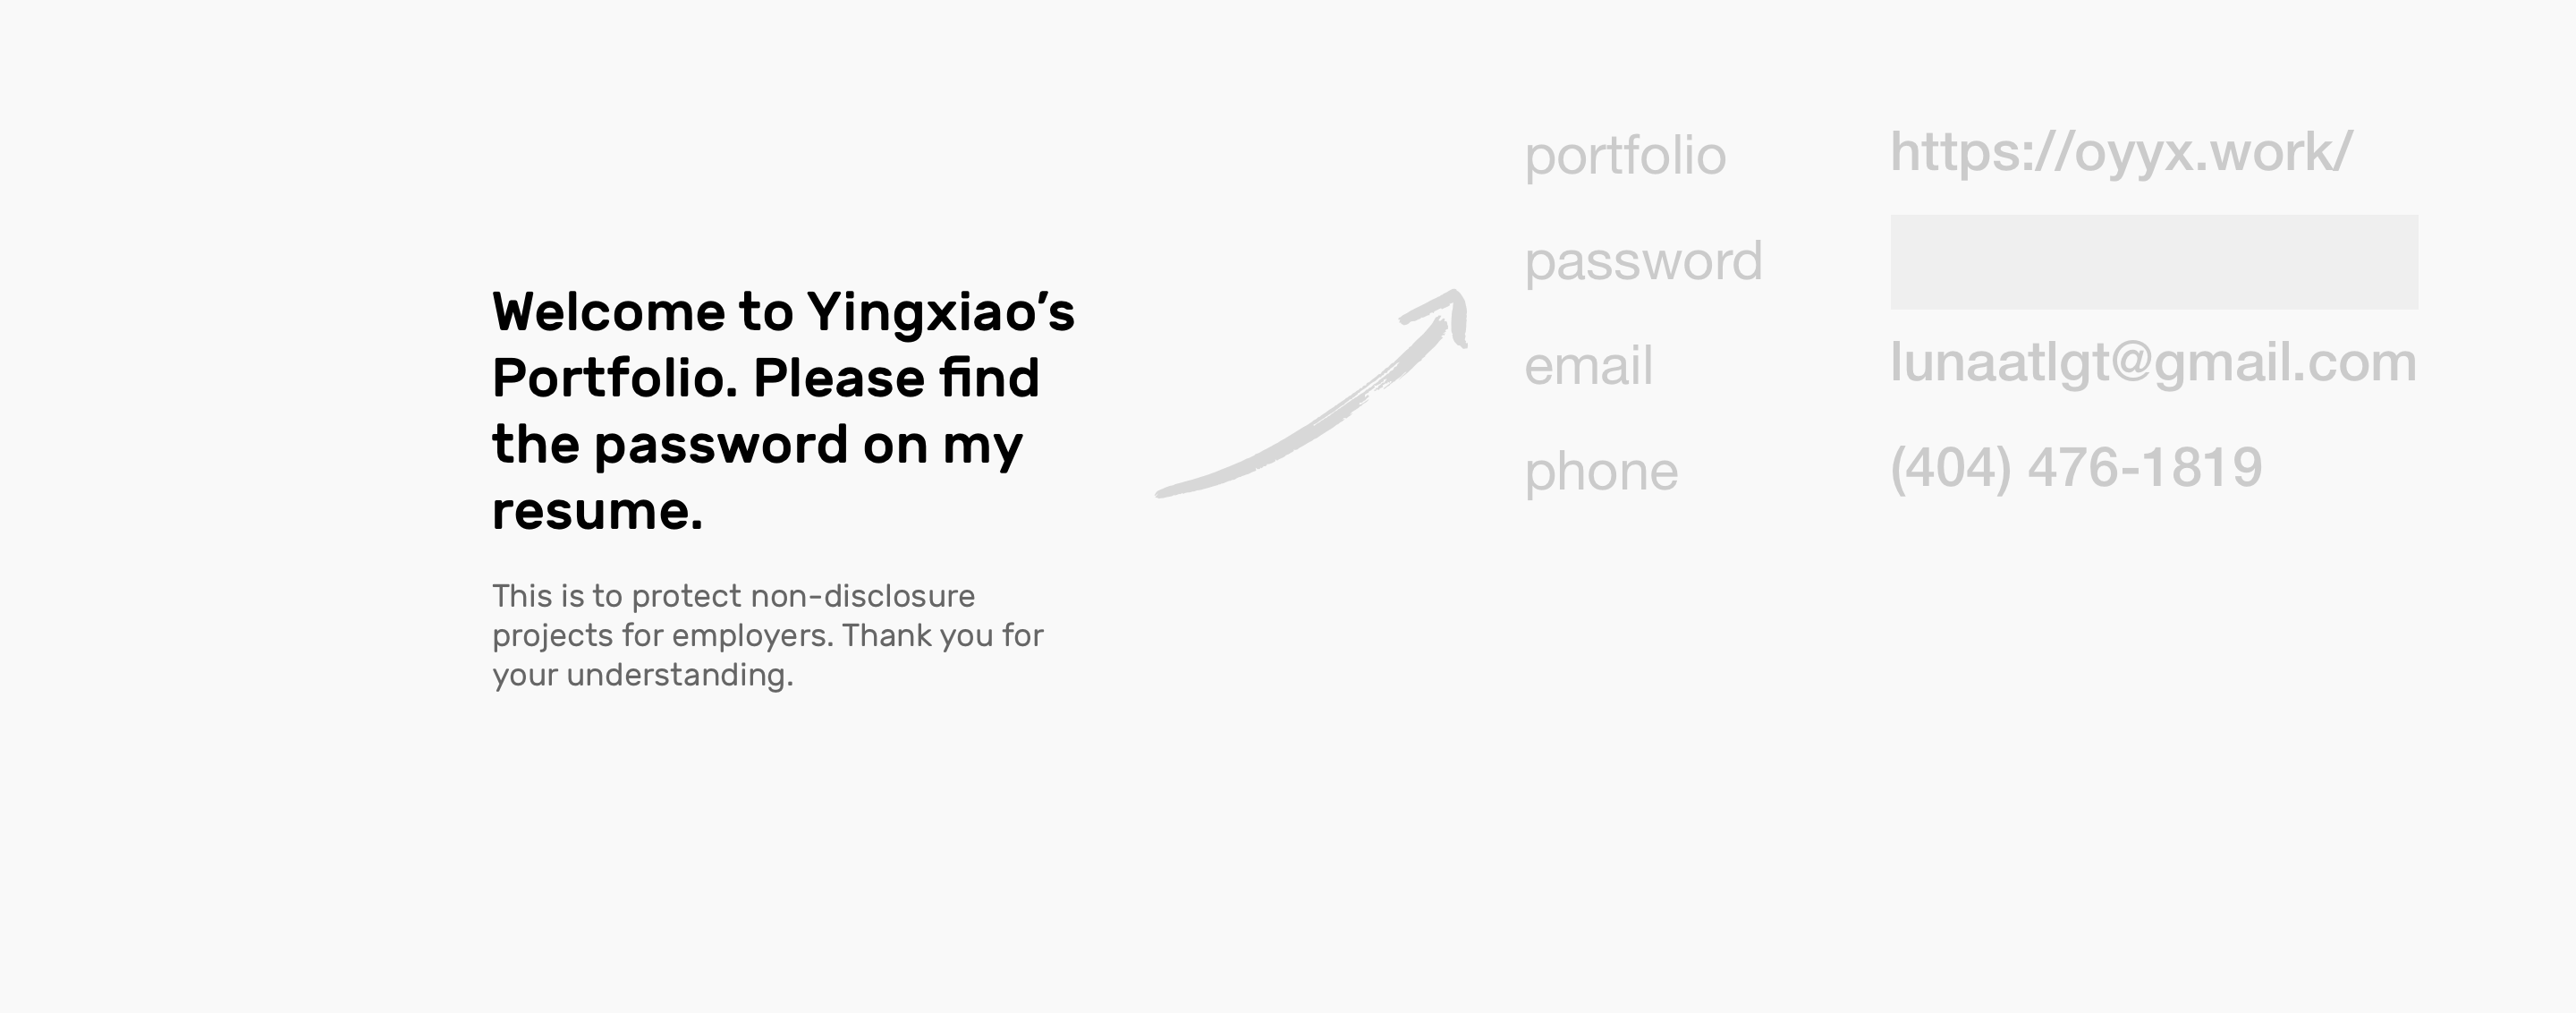 Welcome to Yingxiao’s
Portfolio. Please find
the password on my
resume.
This is to protect non-disclosure
projects for employers. Thank you for
your understanding.
portfolio https://oyyx.work/
password
email lunaatlgt@gmail.com
phone (404) 476-1819